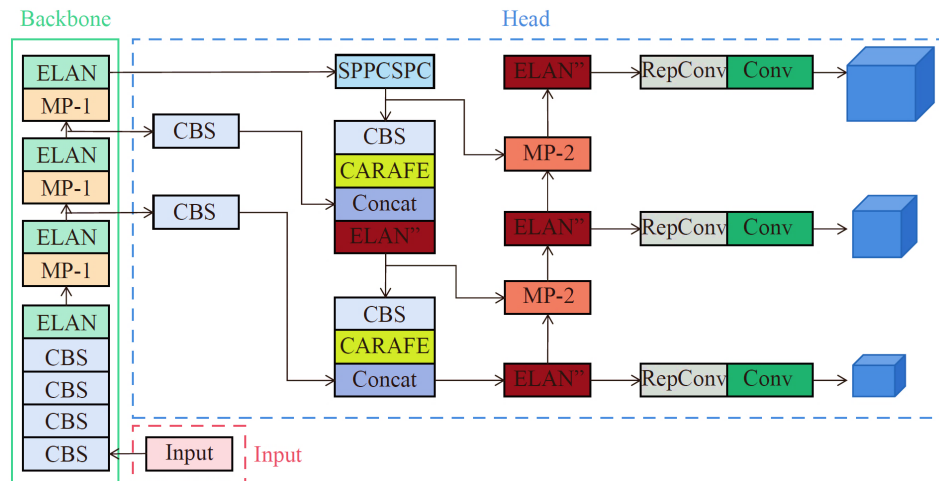 Backbone
Head
ELAN
MP-1
ELAN
MP-1
ELAN
MP-1
ELAN
CBS
CBS
CBS
CBS
CBS
CBS
SPPCSPC
CBS
CARAFE
Concat
ELAN”
CBS
CARAFE
Concat
ELAN”
MP-2
ELAN”
MP-2
ELAN”
RepConv Conv
RepConv Conv
RepConv Conv
Input
Input